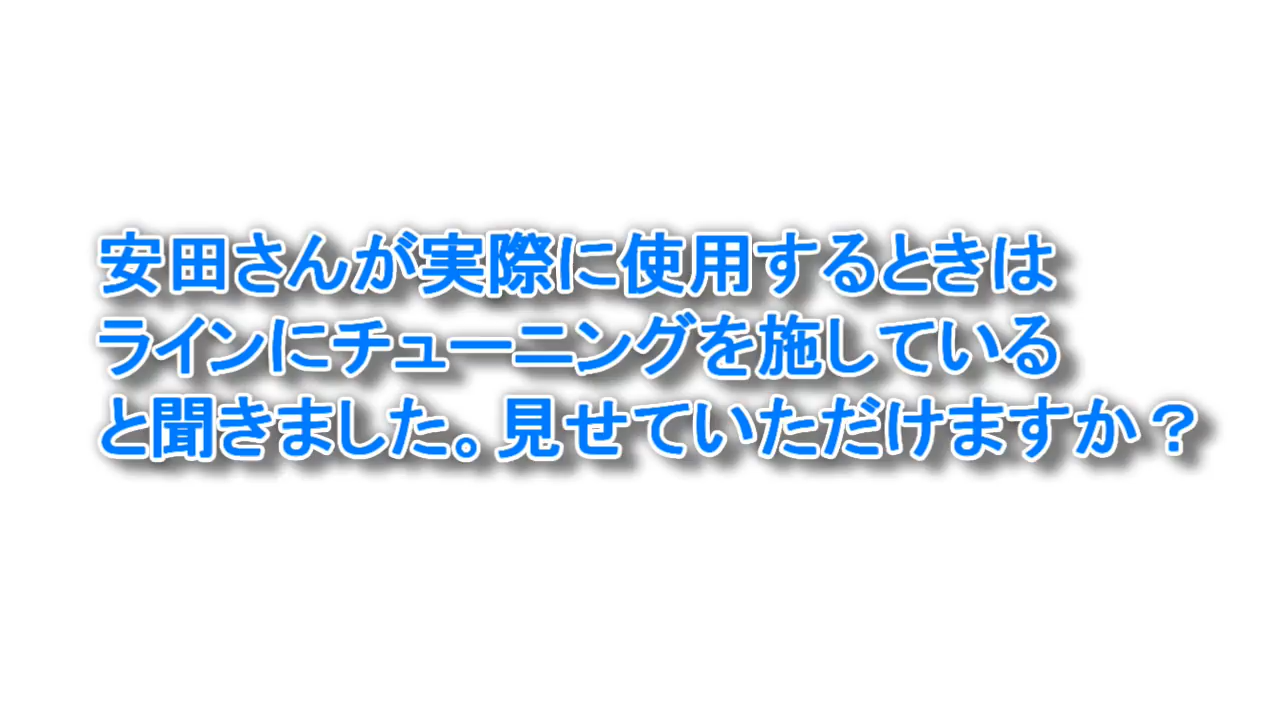 安田さんが実際に使用するときは
ラインにチューニングを施している
と聞きました。見せていただけますか？